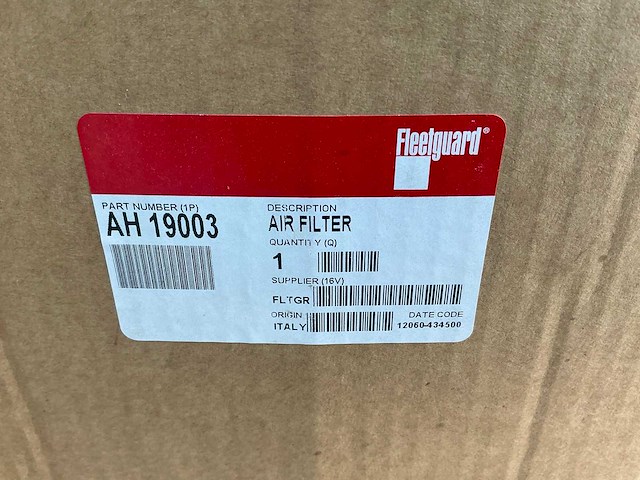 Fleetguard®
PART NUMBER (1P)
AH 19003
DESCRIPTION
AIR FILTER
QUANTITY (Q)
1
SUPPLIER (16V)
FLTGR
ORIGIN
ITALY
DATE CODE
12060-434500